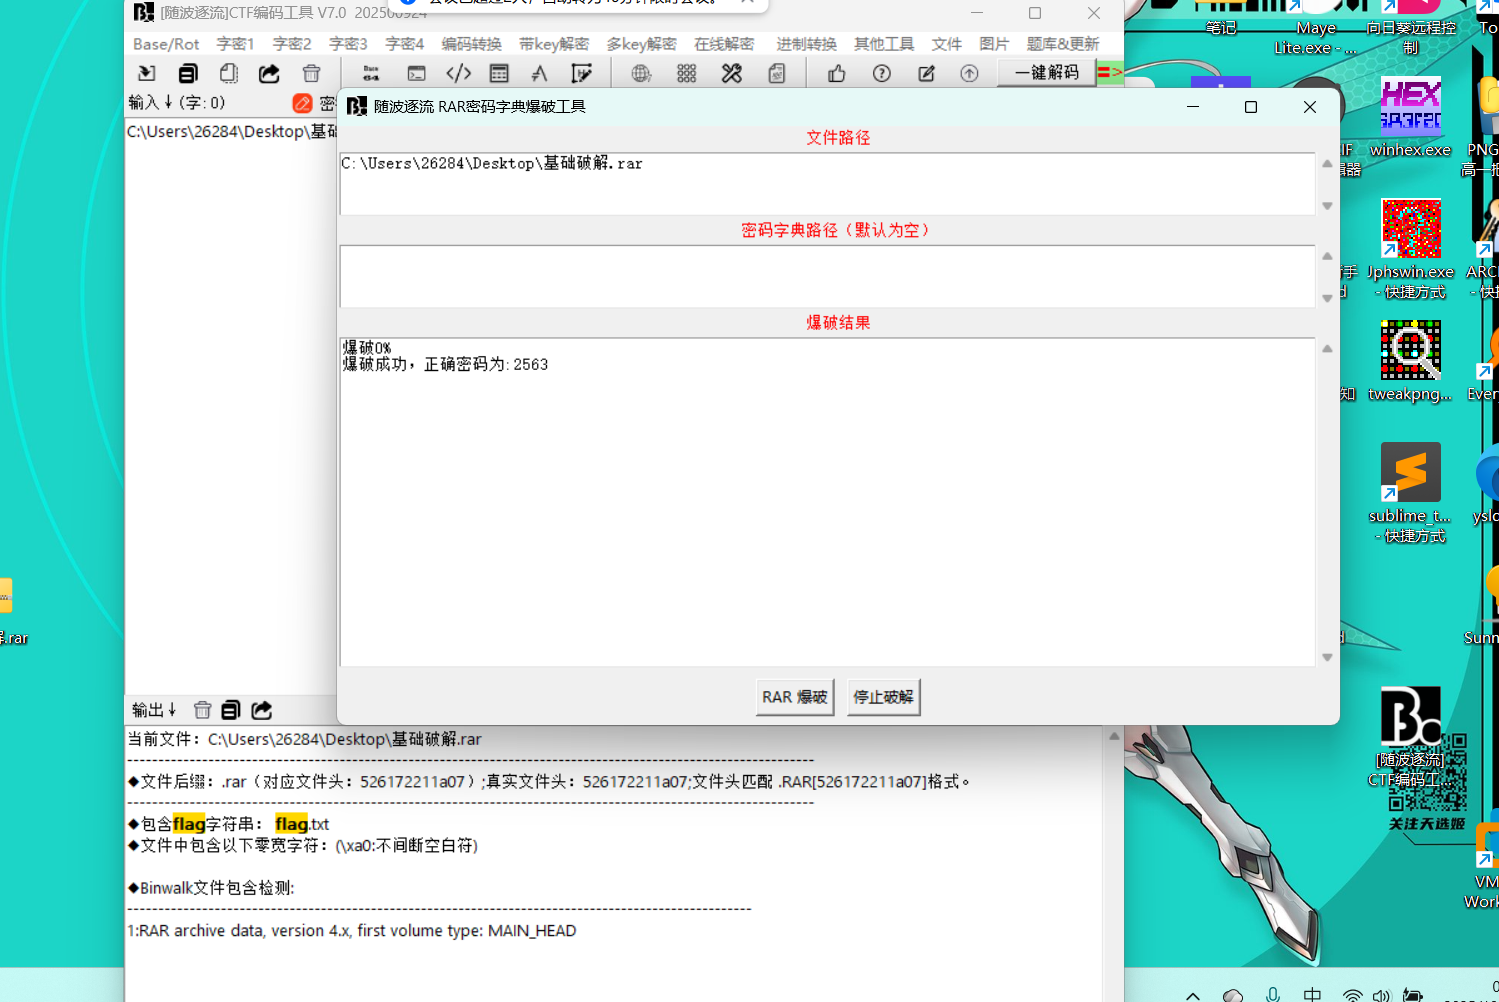 [随波逐流]CTF编码工具 V7.0 20250924
Base/Rot 字密1 字密2 字密3 字密4 编码转换 带key解密 多key解密 在线解密 进制转换 其他工具 文件 图片 题库&更新
一键解码
=>
输入↓ (字: 0)
密
C:\Users\26284\Desktop\基础
随波逐流 RAR密码字典爆破工具
文件路径
C:\Users\26284\Desktop\基础破解.rar
密码字典路径（默认为空）
爆破结果
爆破0%
爆破成功，正确密码为:2563
RAR 爆破
停止破解
输出↓
当前文件：C:\Users\26284\Desktop\基础破解.rar
◆文件后缀：.rar（对应文件头：526172211a07）;真实文件头：526172211a07;文件头匹配 .RAR[526172211a07]格式。
◆包含flag字符串： flag.txt
◆文件中包含以下零宽字符：(\xa0:不间断空白符)
◆Binwalk文件包含检测:
1:RAR archive data, version 4.x, first volume type: MAIN_HEAD
.rar
笔记
Maye
Lite.exe - ...
向日葵远程控
制
To
HEX
winhex.exe
PNG
高一把
Jphswin.exe
- 快捷方式
ARC
- 快捷
tweakpng...
Ever
知
sublime_t...
- 快捷方式
yslo
Sunn
[随波逐流]
CTF编码工...
关注天选姬
VM
Work
中